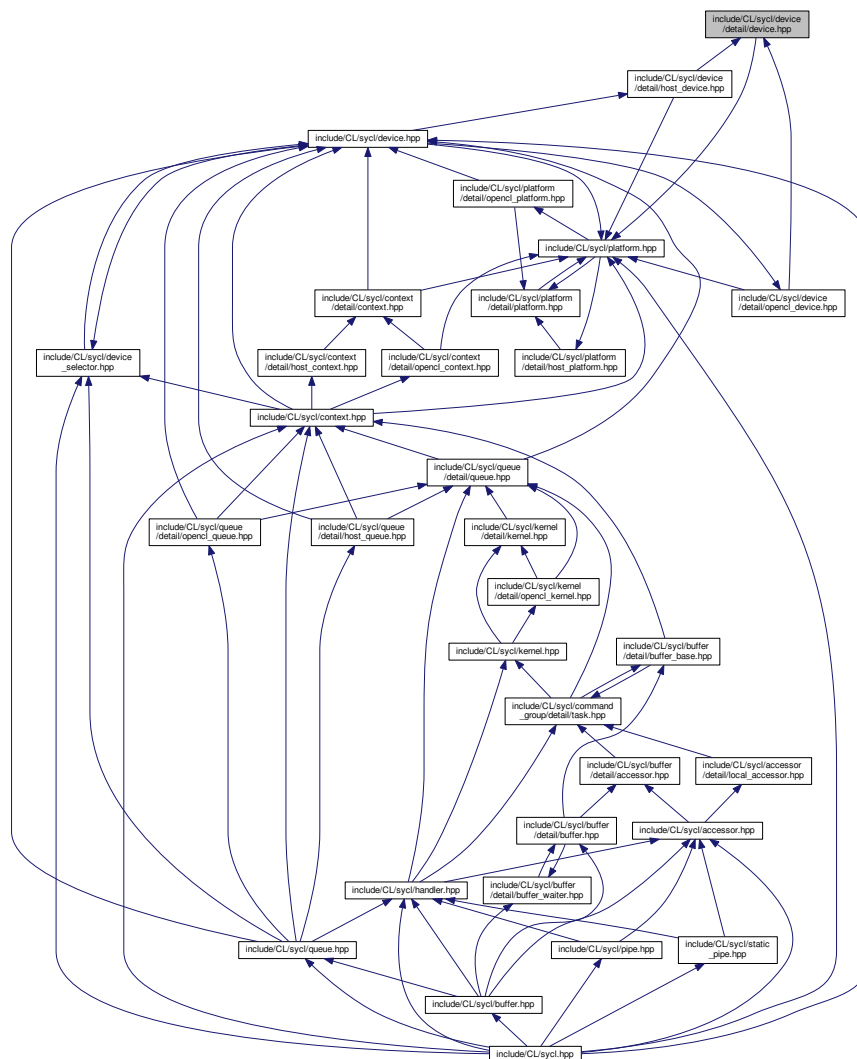 include/CL/sycl/device
/detail/device.hpp
include/CL/sycl/device
/detail/host_device.hpp
include/CL/sycl/device.hpp
include/CL/sycl/platform
/detail/opencl_platform.hpp
include/CL/sycl/platform.hpp
include/CL/sycl/context
/detail/context.hpp
include/CL/sycl/platform
/detail/platform.hpp
include/CL/sycl/device
/detail/opencl_device.hpp
include/CL/sycl/device
_selector.hpp
include/CL/sycl/context
/detail/host_context.hpp
include/CL/sycl/context
/detail/opencl_context.hpp
include/CL/sycl/platform
/detail/host_platform.hpp
include/CL/sycl/context.hpp
include/CL/sycl/queue
/detail/queue.hpp
include/CL/sycl/queue
/detail/opencl_queue.hpp
include/CL/sycl/queue
/detail/host_queue.hpp
include/CL/sycl/kernel
/detail/kernel.hpp
include/CL/sycl/kernel
/detail/opencl_kernel.hpp
include/CL/sycl/kernel.hpp
include/CL/sycl/buffer
/detail/buffer_base.hpp
include/CL/sycl/command
_group/detail/task.hpp
include/CL/sycl/buffer
/detail/accessor.hpp
include/CL/sycl/accessor
/detail/local_accessor.hpp
include/CL/sycl/buffer
/detail/buffer.hpp
include/CL/sycl/accessor.hpp
include/CL/sycl/handler.hpp
include/CL/sycl/buffer
/detail/buffer_waiter.hpp
include/CL/sycl/queue.hpp
include/CL/sycl/pipe.hpp
include/CL/sycl/static
_pipe.hpp
include/CL/sycl/buffer.hpp
include/CL/sycl.hpp